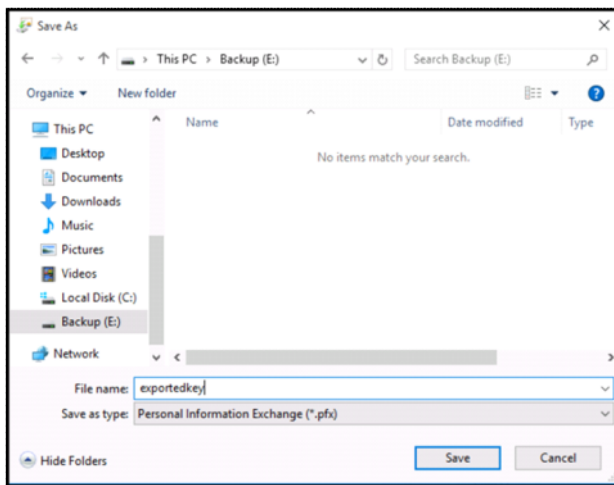 Save As
This PC > Backup (E:)
Search Backup (E:)
Organize
New folder
Name
Date modified
Type
This PC
No items match your search.
Desktop
Documents
Downloads
Music
Pictures
Videos
Local Disk (C:)
Backup (E:)
Network
File name: exportedkey
Save as type: Personal Information Exchange (*.pfx)
Hide Folders
Save
Cancel